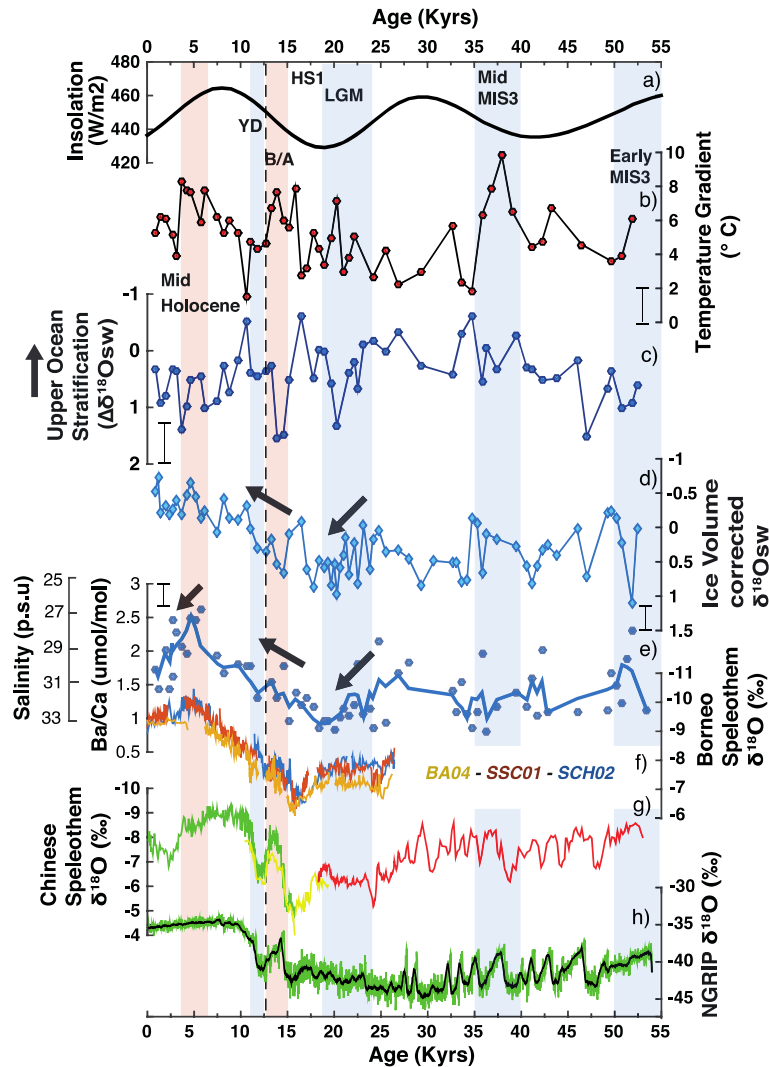 Age (Kyrs)
0 5 10 15 20 25 30 35 40 45 50 55
Insolation
(W/m2)
480
460
440
420
a)
HS1
LGM
Mid
MIS3
YD
B/A
Early
MIS3
b)
Temperature Gradient
(° C)
10
8
6
4
2
0
Mid
Holocene
Upper Ocean
Stratification
(Δδ18Osw)
-1
0
1
2
c)
d)
Ice Volume
corrected
δ18Osw
-1
-0.5
0
0.5
1
1.5
Salinity (p.s.u)
25
27
29
31
33
Ba/Ca (umol/mol)
3
2.5
2
1.5
1
0.5
e)
Borneo
Speleothem
δ18O (‰)
-11
-10
-9
-8
-7
-6
f)
BA04 - SSC01 - SCH02
Chinese
Speleothem
δ18O (‰)
-10
-9
-8
-7
-6
-5
-4
g)
h)
NGRIP δ18O (‰)
-30
-35
-40
-45
0 5 10 15 20 25 30 35 40 45 50 55
Age (Kyrs)